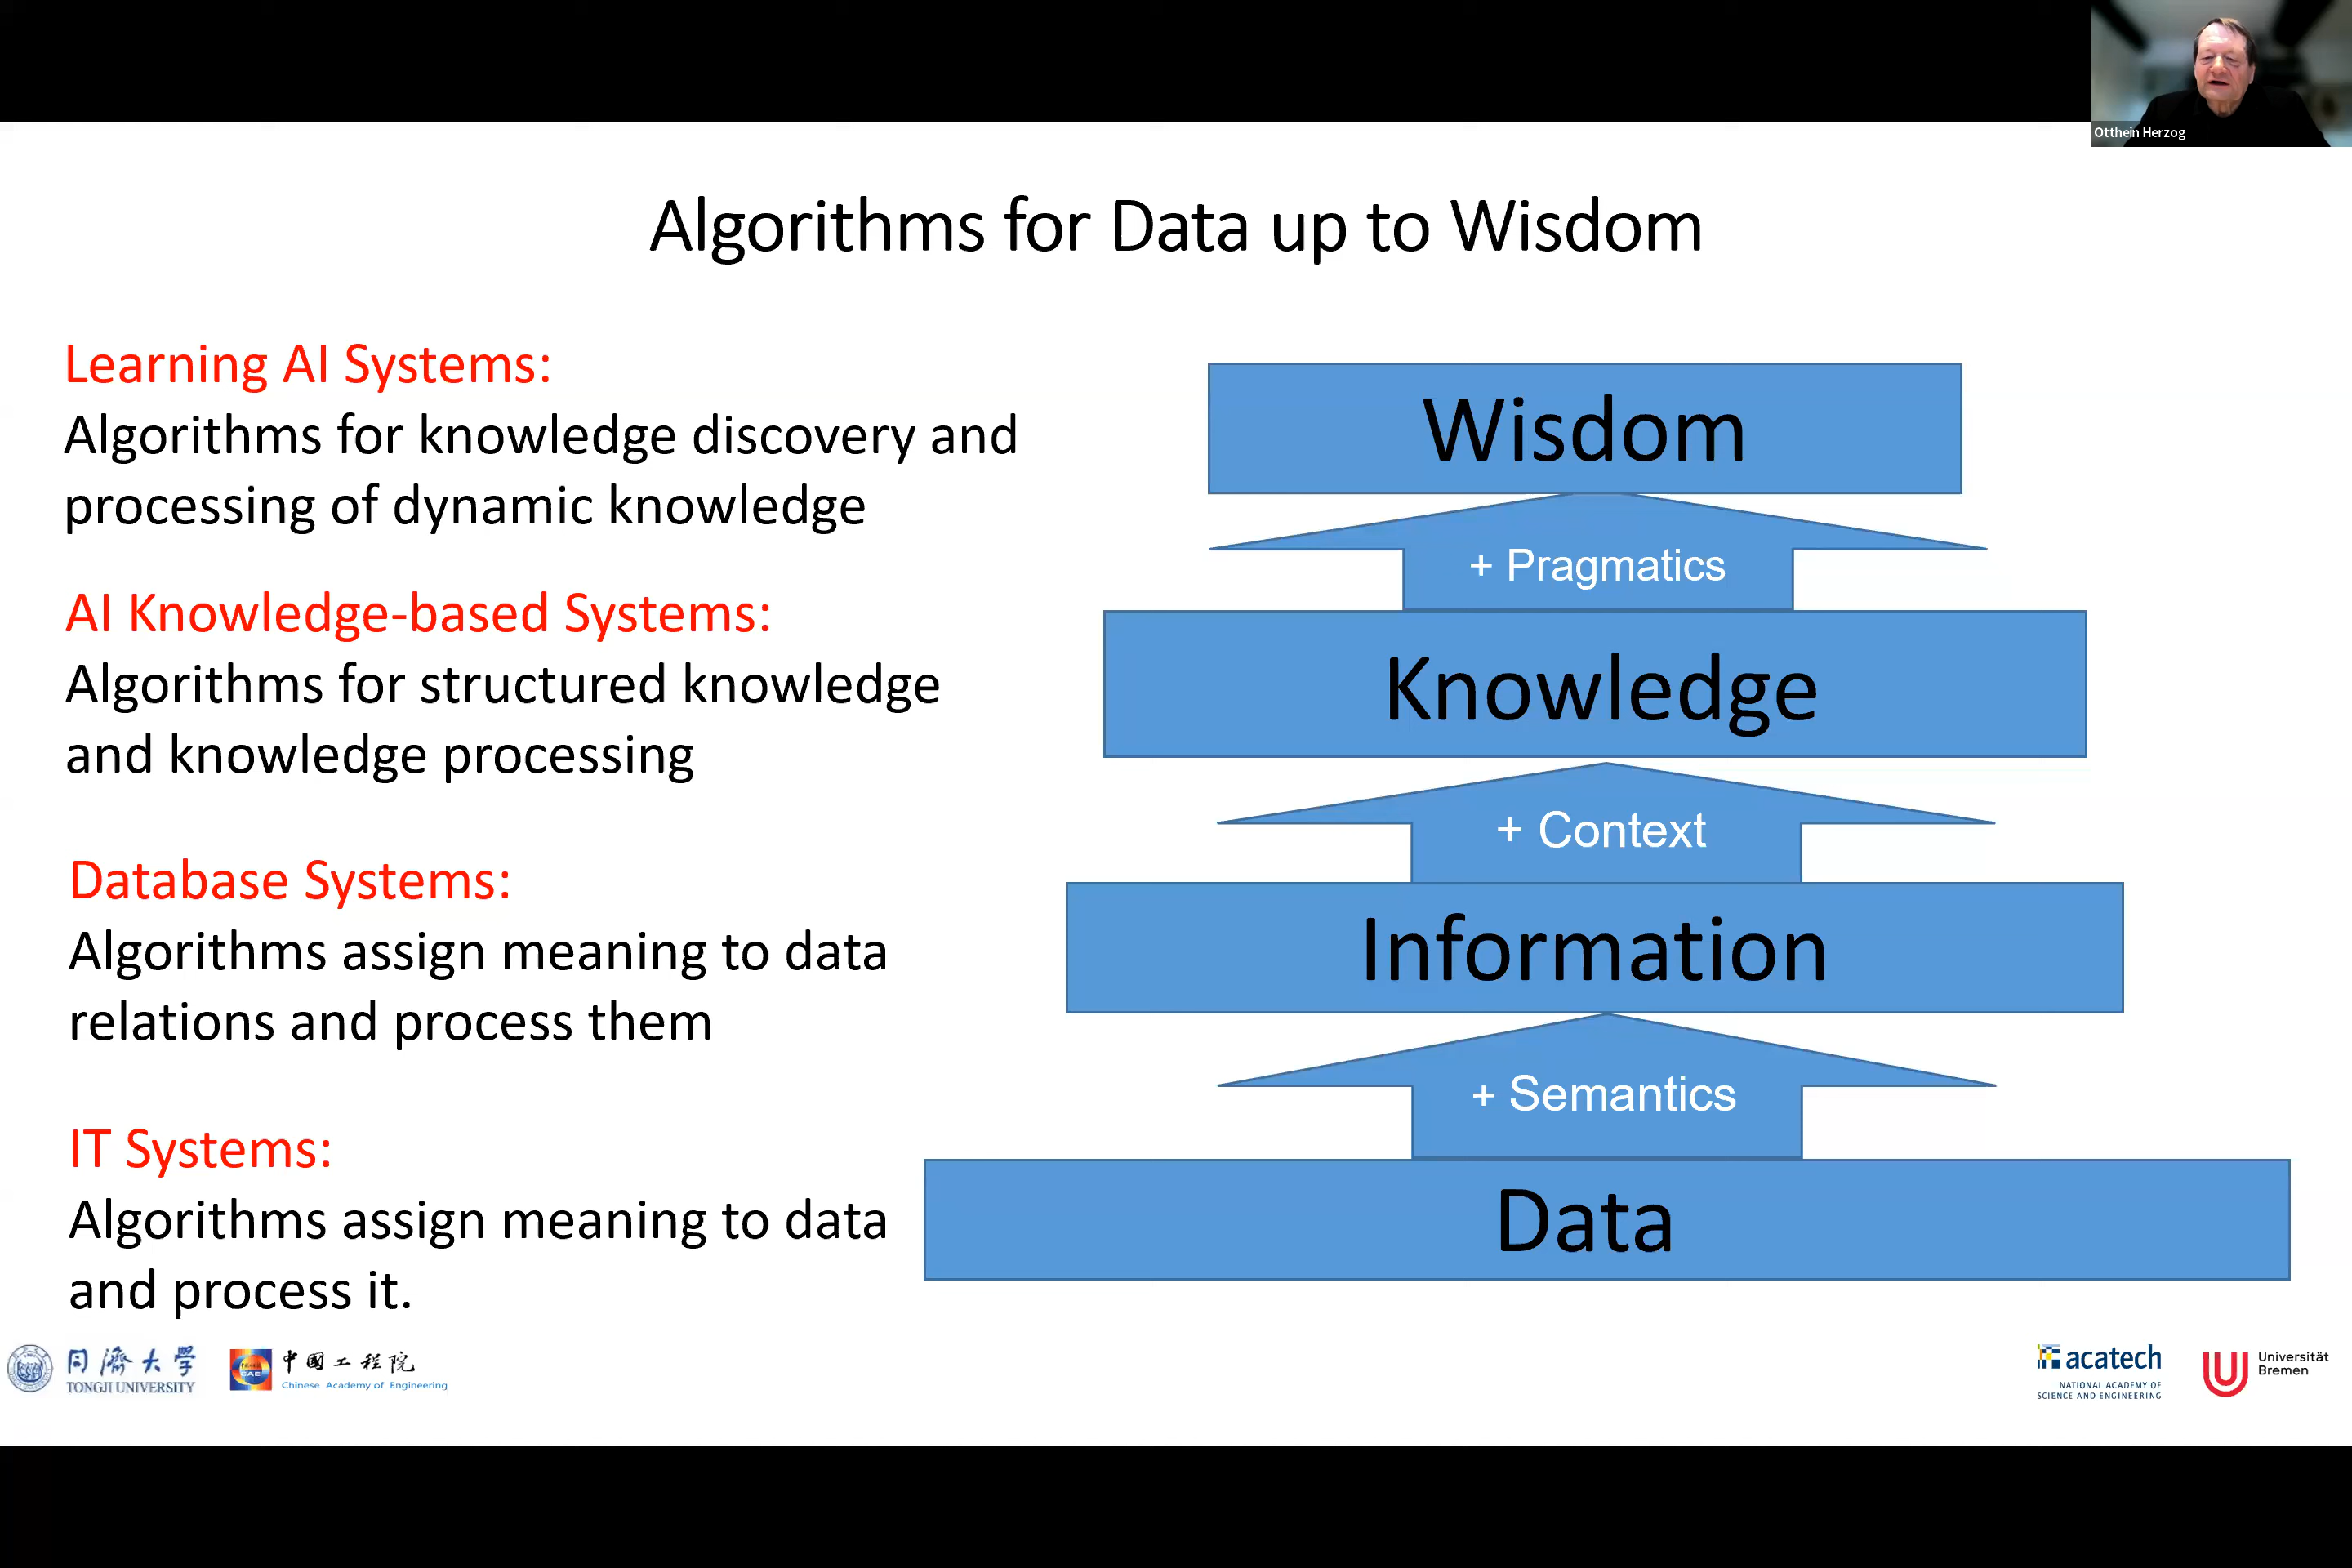 Otthein Herzog
Algorithms for Data up to Wisdom
Learning AI Systems:
Algorithms for knowledge discovery and
processing of dynamic knowledge
AI Knowledge-based Systems:
Algorithms for structured knowledge
and knowledge processing
Database Systems:
Algorithms assign meaning to data
relations and process them
IT Systems:
Algorithms assign meaning to data
and process it.
Wisdom
+ Pragmatics
Knowledge
+ Context
Information
+ Semantics
Data
同濟大學
TONGJI UNIVERSITY
CAE
中國工程院
Chinese Academy of Engineering
acatech
NATIONAL ACADEMY OF
SCIENCE AND ENGINEERING
Universität
Bremen